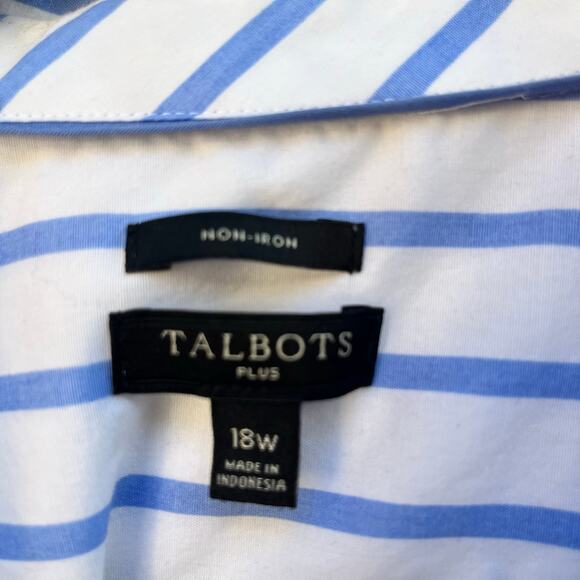 NON-IRON
TALBOTS
PLUS
18W
MADE IN
INDONESIA